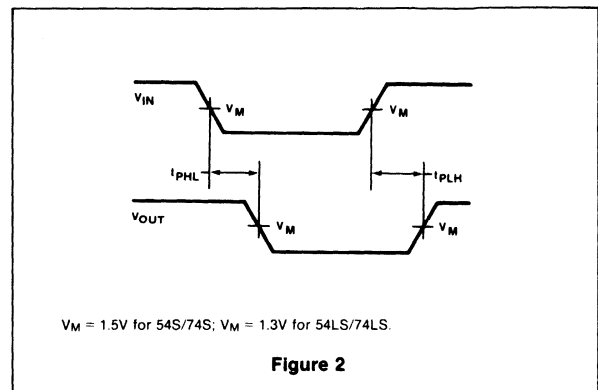 VIN
VM
VM
tPHL
tPLH
VOUT
VM
VM
VM = 1.5V for 54S/74S; VM = 1.3V for 54LS/74LS.
Figure 2